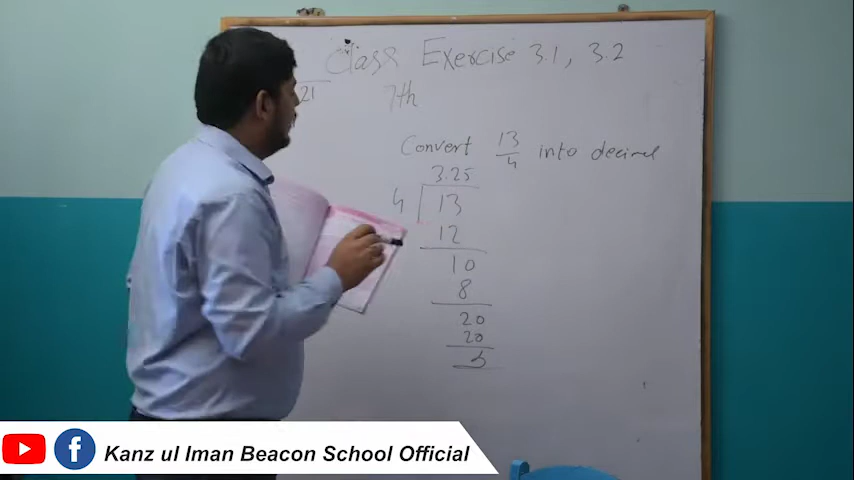 Class Exercise 3.1, 3.2
21
7th
Convert 13/4 into decimal
3.25
4 13
12
10
8
20
20
Kanz ul Iman Beacon School Official